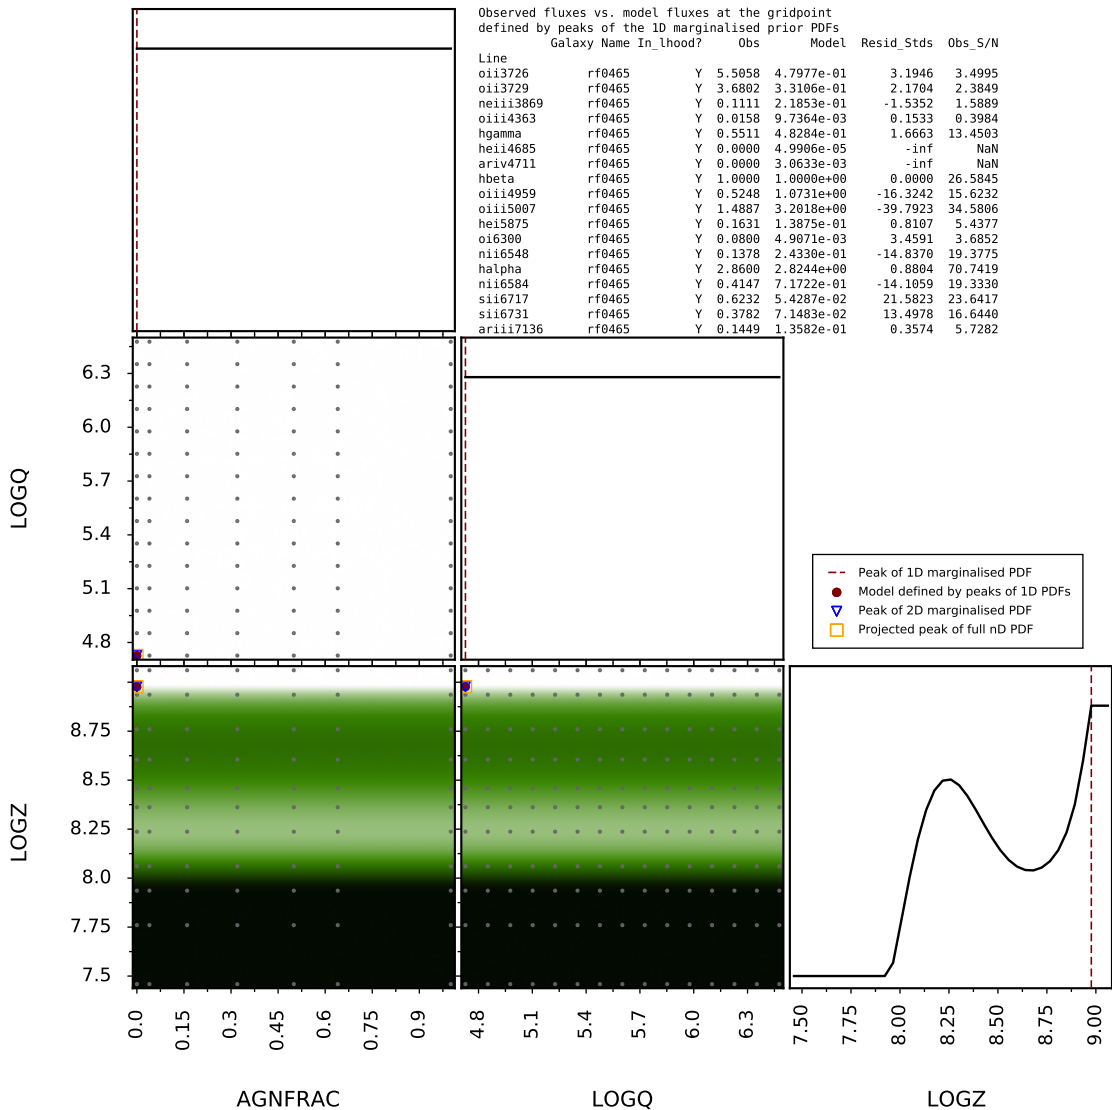 Observed fluxes vs. model fluxes at the gridpoint
defined by peaks of the 1D marginalised prior PDFs
Galaxy Name In_lhood? Obs Model Resid_Stds Obs_S/N
Line
oii3726 rf0465 Y 5.5058 4.7977e-01 3.1946 3.4995
oii3729 rf0465 Y 3.6802 3.3106e-01 2.1704 2.3849
neiii3869 rf0465 Y 0.1111 2.1853e-01 -1.5352 1.5889
oiii4363 rf0465 Y 0.0158 9.7364e-03 0.1533 0.3984
hgamma rf0465 Y 0.5511 4.8284e-01 1.6663 13.4503
heii4685 rf0465 Y 0.0000 4.9906e-05 -inf NaN
ariv4711 rf0465 Y 0.0000 3.0633e-03 -inf NaN
hbeta rf0465 Y 1.0000 1.0000e+00 0.0000 26.5845
oiii4959 rf0465 Y 0.5248 1.0731e+00 -16.3242 15.6232
oiii5007 rf0465 Y 1.4887 3.2018e+00 -39.7923 34.5806
hei5875 rf0465 Y 0.1631 1.3875e-01 0.8107 5.4377
oi6300 rf0465 Y 0.0800 4.9071e-03 3.4591 3.6852
nii6548 rf0465 Y 0.1378 2.4330e-01 -14.8370 19.3775
halpha rf0465 Y 2.8600 2.8244e+00 0.8804 70.7419
nii6584 rf0465 Y 0.4147 7.1722e-01 -14.1059 19.3330
sii6717 rf0465 Y 0.6232 5.4287e-02 21.5823 23.6417
sii6731 rf0465 Y 0.3782 7.1483e-02 13.4978 16.6440
ariii7136 rf0465 Y 0.1449 1.3582e-01 0.3574 5.7282
6.3
6.0
5.7
5.4
5.1
4.8
LOGQ
Peak of 1D marginalised PDF
Model defined by peaks of 1D PDFs
Peak of 2D marginalised PDF
Projected peak of full nD PDF
8.75
8.5
8.25
8.0
7.75
7.5
LOGZ
0.0 0.15 0.3 0.45 0.6 0.75 0.9
4.8 5.1 5.4 5.7 6.0 6.3
7.50 7.75 8.00 8.25 8.50 8.75 9.00
AGNFRAC LOGQ LOGZ